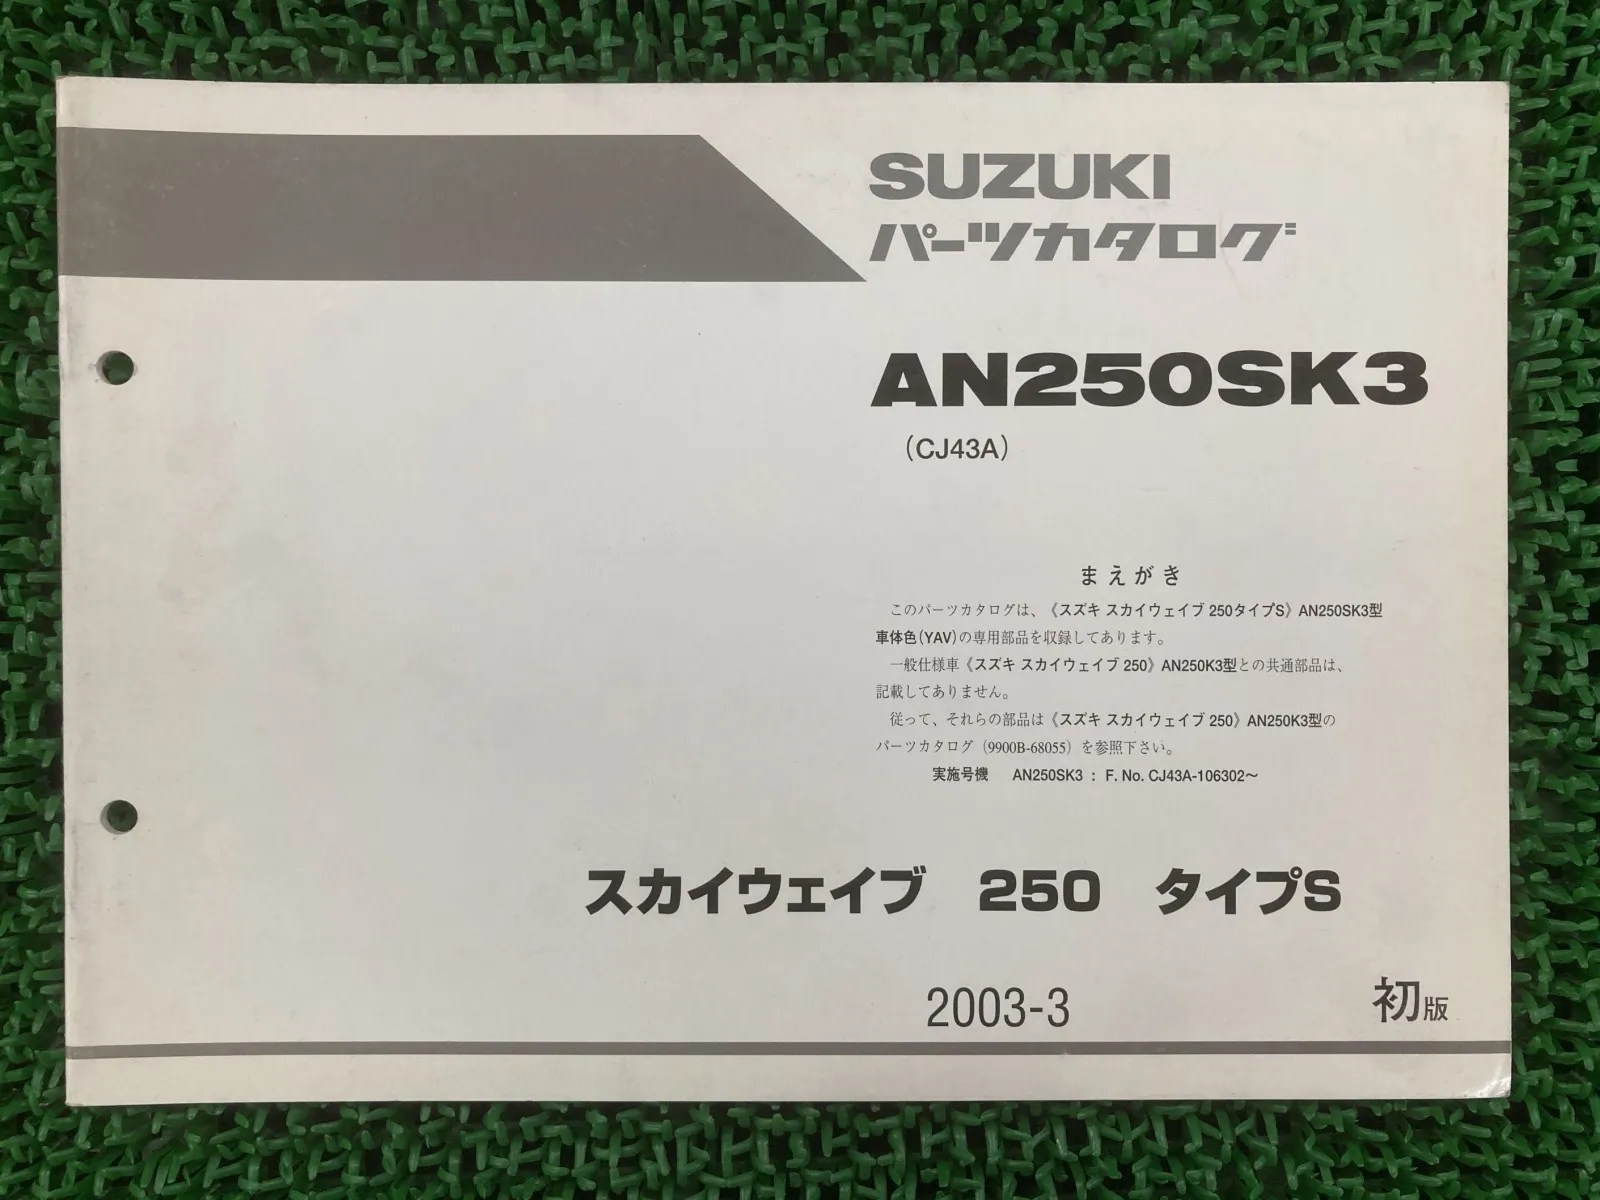 SUZUKI
パーツカタログ
AN250SK3
(CJ43A)
まえがき
このパーツカタログは、《スズキ スカイウェイブ 250タイプS》AN250SK3型
車体色(YAV)の専用部品を収録してあります。
一般仕様車《スズキ スカイウェイブ 250》AN250K3型との共通部品は、
記載してありません。
従って、それらの部品は《スズキ スカイウェイブ 250》AN250K3型の
パーツカタログ(9900B-68055)を参照下さい。
実施号機 AN250SK3 : F. No. CJ43A-106302〜
スカイウェイブ 250 タイプS
2003-3 初版